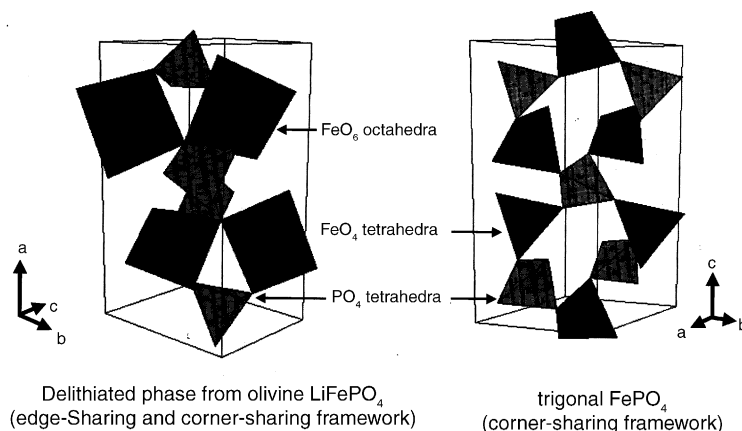 FeO₆ octahedra
FeO₄ tetrahedra
PO₄ tetrahedra
a
c
b
c
a
b
Delithiated phase from olivine LiFePO₄
(edge-Sharing and corner-sharing framework)
trigonal FePO₄
(corner-sharing framework)